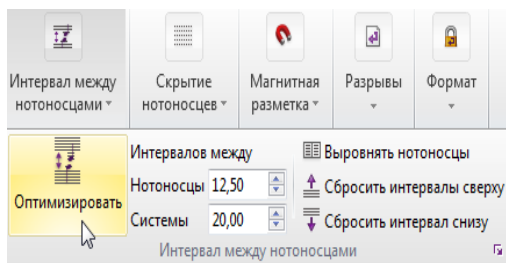 Интервал между нотоносцами
Скрытие нотоносцев
Магнитная разметка
Разрывы
Формат
Оптимизировать
Интервалов между
Нотоносцы 12,50
Системы 20,00
Выровнять нотоносцы
Сбросить интервалы сверху
Сбросить интервал снизу
Интервал между нотоносцами